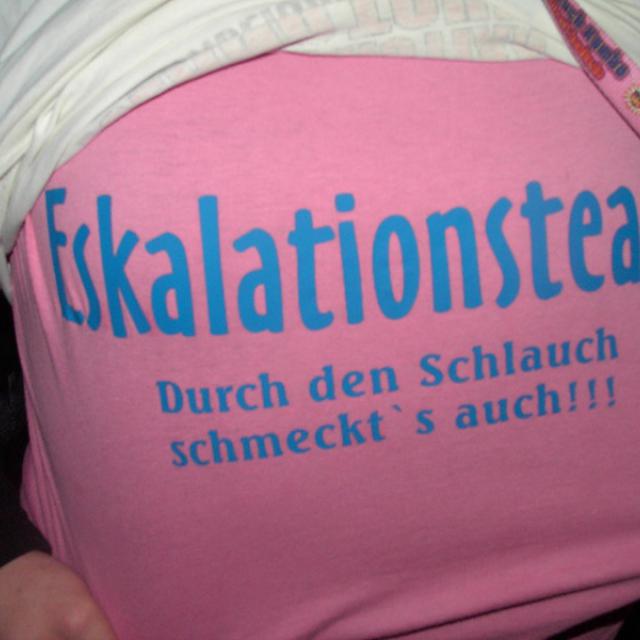 Eskalationstea
Durch den Schlauch
schmeckt`s auch!!!